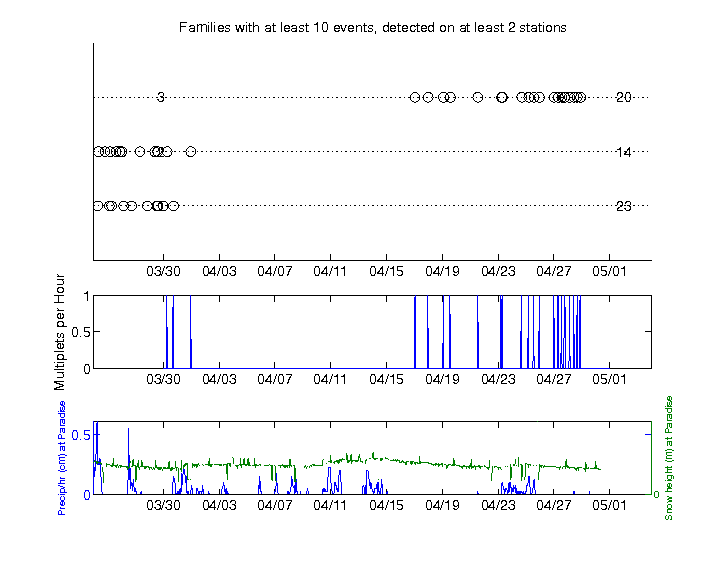 Families with at least 10 events, detected on at least 2 stations
3 20
14
23
03/30 04/03 04/07 04/11 04/15 04/19 04/23 04/27 05/01
Multiplets per Hour
1
0.5
0
03/30 04/03 04/07 04/11 04/15 04/19 04/23 04/27 05/01
Precip/hr (cm) at Paradise
0.5
0
0
Snow height (m) at Paradise
03/30 04/03 04/07 04/11 04/15 04/19 04/23 04/27 05/01